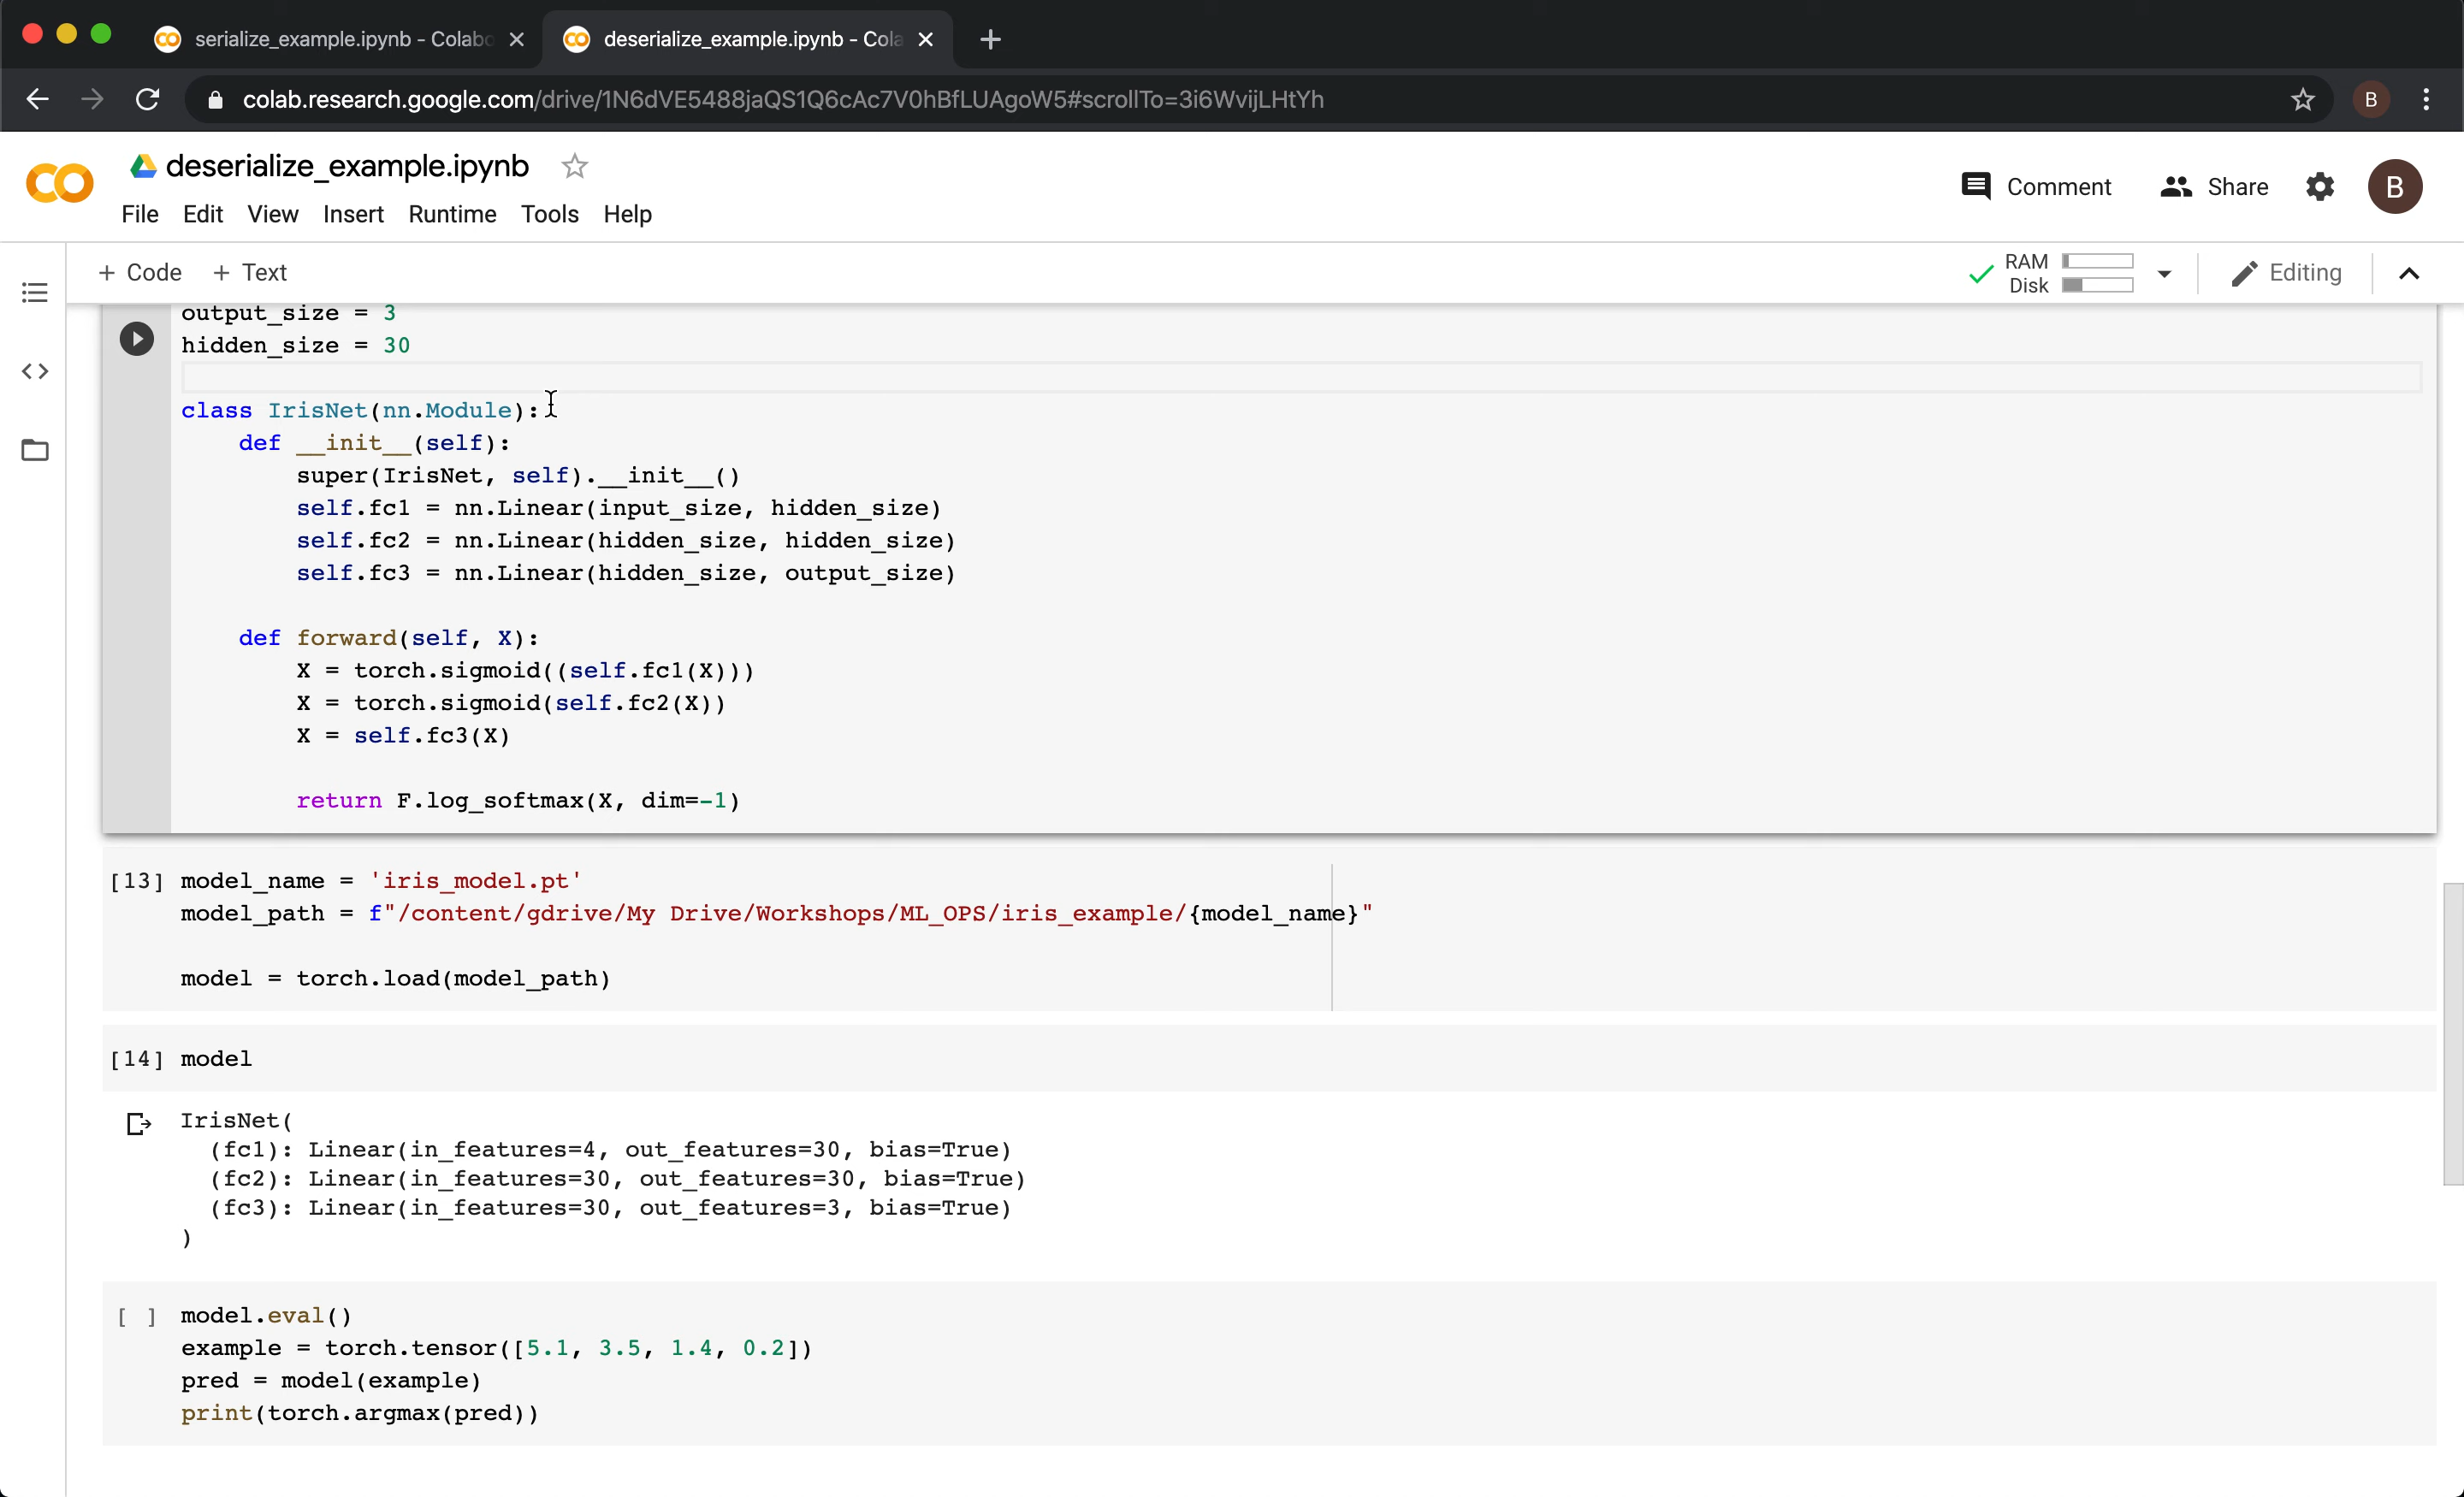 serialize_example.ipynb - Colabo
deserialize_example.ipynb - Cola
colab.research.google.com/drive/1N6dVE5488jaQS1Q6cAc7V0hBfLUAgoW5#scrollTo=3i6WvijLHtYh
B
deserialize_example.ipynb
Comment
Share
B
File Edit View Insert Runtime Tools Help
+ Code + Text
RAM
Disk
Editing
output_size = 3
hidden_size = 30
class IrisNet(nn.Module):
    def __init__(self):
        super(IrisNet, self).__init__()
        self.fc1 = nn.Linear(input_size, hidden_size)
        self.fc2 = nn.Linear(hidden_size, hidden_size)
        self.fc3 = nn.Linear(hidden_size, output_size)
    def forward(self, X):
        X = torch.sigmoid((self.fc1(X)))
        X = torch.sigmoid(self.fc2(X))
        X = self.fc3(X)
        return F.log_softmax(X, dim=-1)
[13] model_name = 'iris_model.pt'
model_path = f"/content/gdrive/My Drive/Workshops/ML_OPS/iris_example/{model_name}"
model = torch.load(model_path)
[14] model
IrisNet(
  (fc1): Linear(in_features=4, out_features=30, bias=True)
  (fc2): Linear(in_features=30, out_features=30, bias=True)
  (fc3): Linear(in_features=30, out_features=3, bias=True)
)
[ ] model.eval()
example = torch.tensor([5.1, 3.5, 1.4, 0.2])
pred = model(example)
print(torch.argmax(pred))